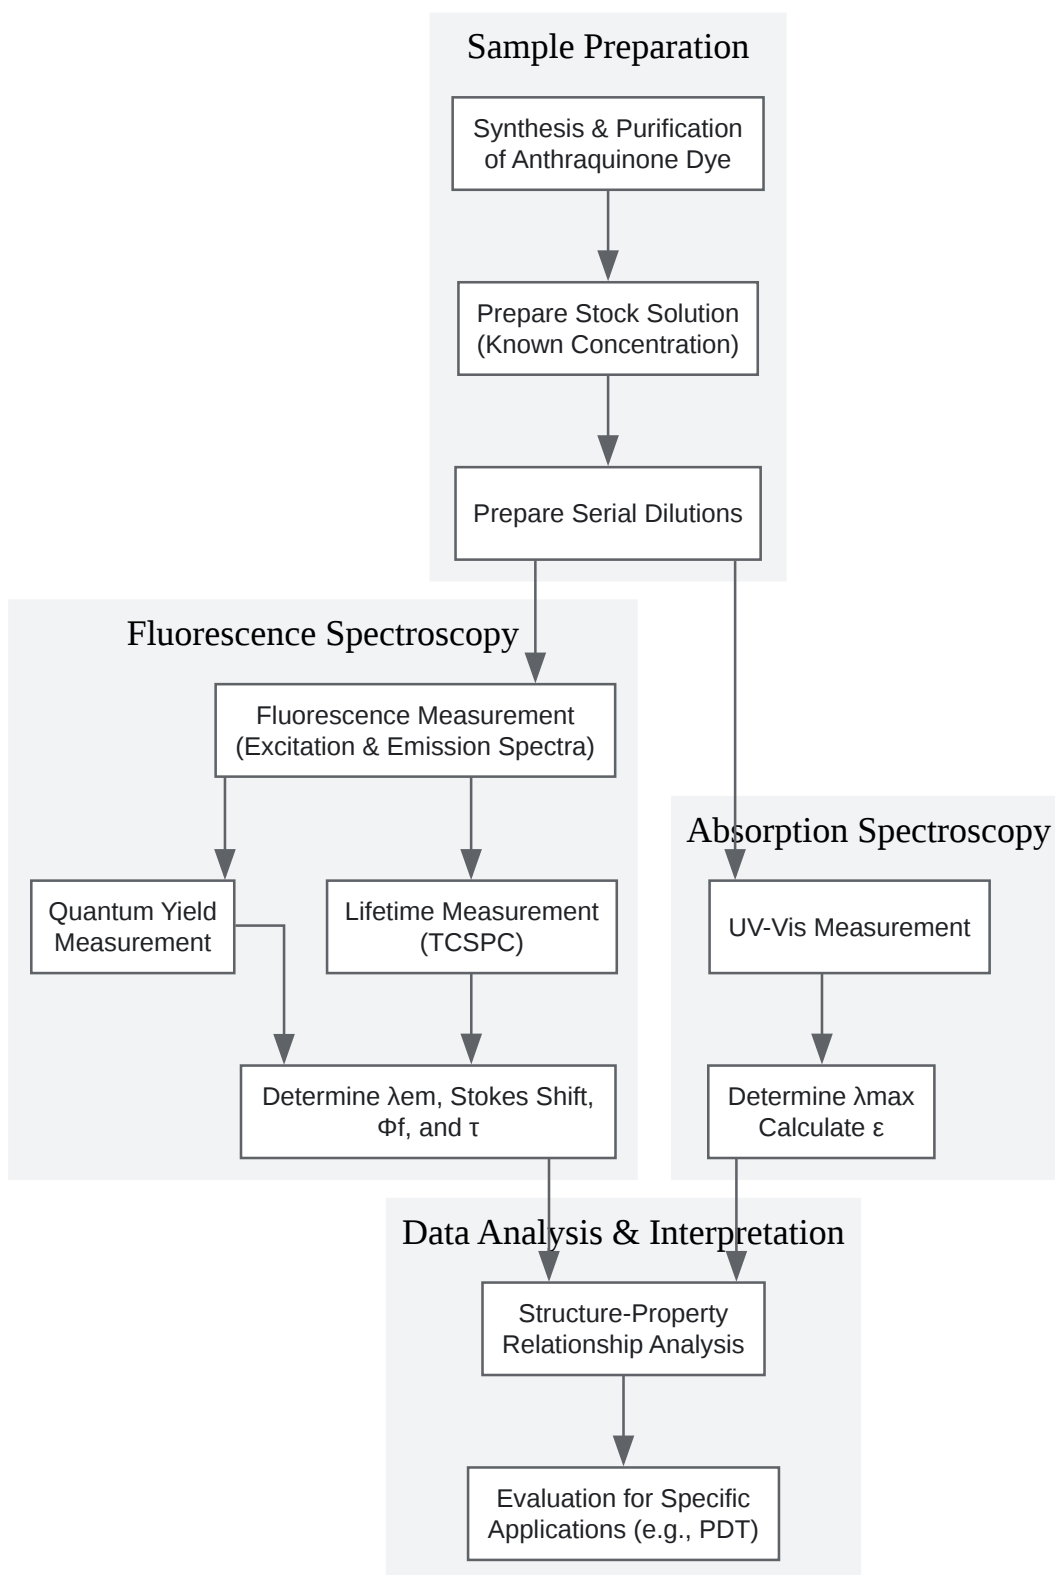 Sample Preparation
Synthesis & Purification
of Anthraquinone Dye
Prepare Stock Solution
(Known Concentration)
Prepare Serial Dilutions
Fluorescence Spectroscopy
Fluorescence Measurement
(Excitation & Emission Spectra)
Quantum Yield
Measurement
Lifetime Measurement
(TCSPC)
Determine λem, Stokes Shift,
Φf, and τ
Absorption Spectroscopy
UV-Vis Measurement
Determine λmax
Calculate ε
Data Analysis & Interpretation
Structure-Property
Relationship Analysis
Evaluation for Specific
Applications (e.g., PDT)